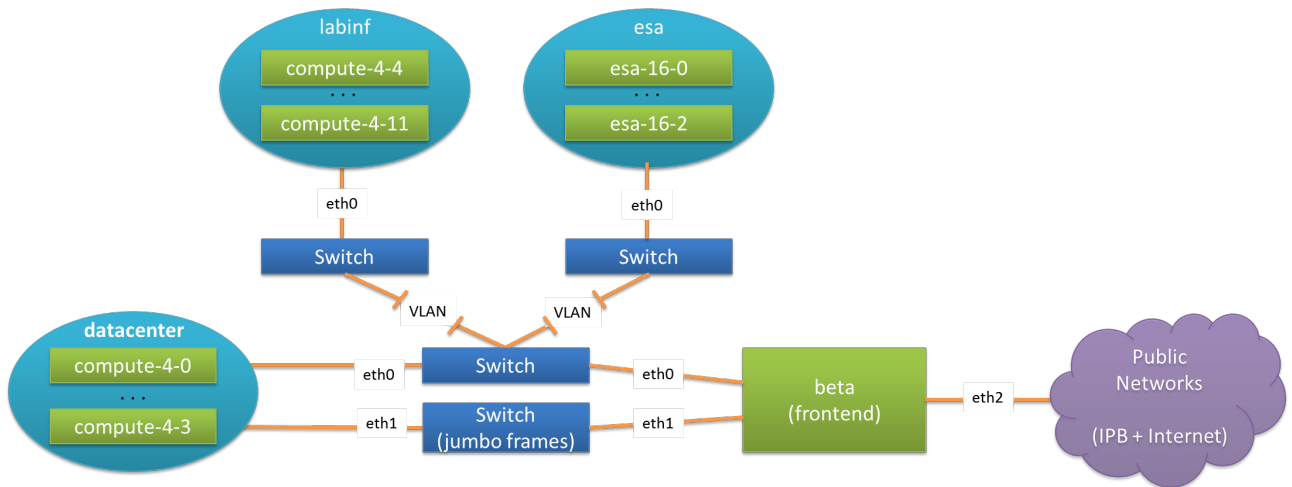 labinf
compute-4-4
...
compute-4-11
esa
esa-16-0
...
esa-16-2
eth0
eth0
Switch
Switch
VLAN
VLAN
datacenter
compute-4-0
...
compute-4-3
eth0
Switch
eth0
eth1
Switch
(jumbo frames)
eth1
beta
(frontend)
eth2
Public
Networks
(IPB + Internet)